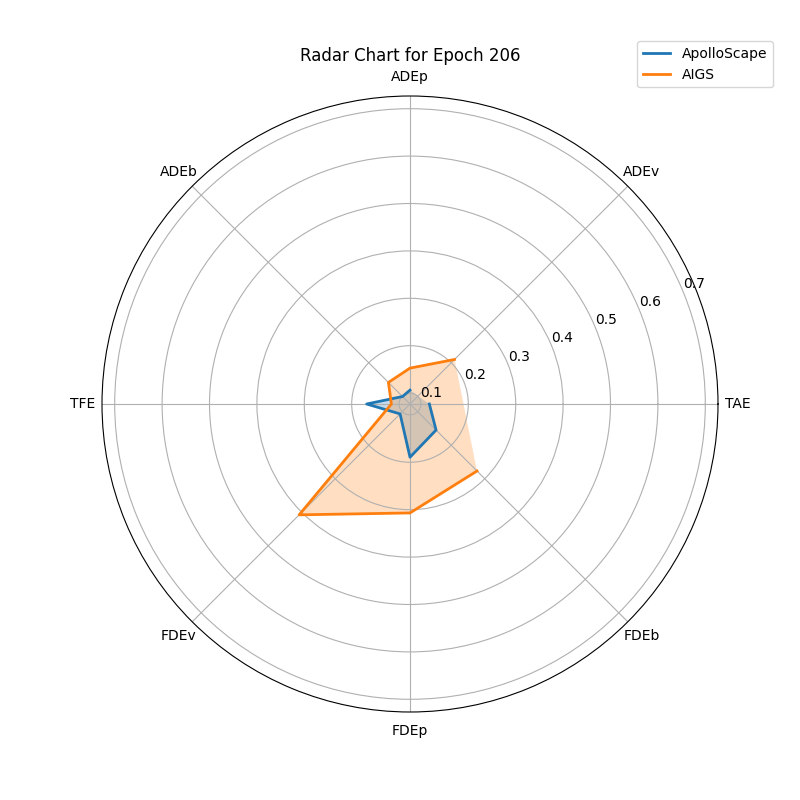 Radar Chart for Epoch 206
ApolloScape
AIGS
ADEp
ADEb
ADEv
0.7
0.6
0.5
0.4
0.3
0.2
0.1
TFE
TAE
FDEv
FDEb
FDEp